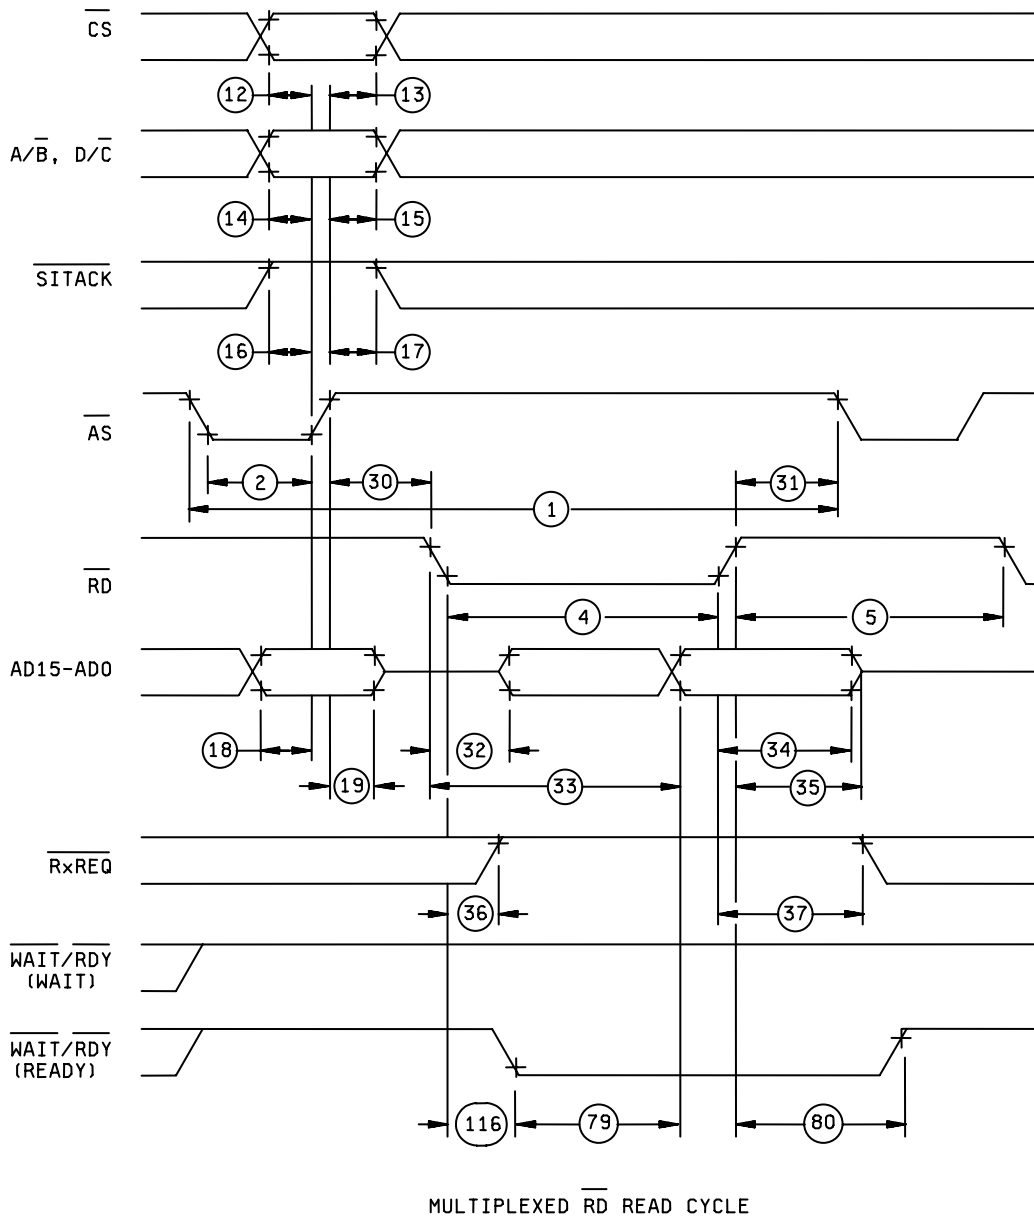 CS
12
13
A/B, D/C
14
15
SITACK
16
17
AS
2
30
31
1
RD
4
5
AD15-AD0
18
32
34
19
33
35
RxREQ
36
37
WAIT/RDY
(WAIT)
WAIT/RDY
(READY)
116
79
80
MULTIPLEXED RD READ CYCLE